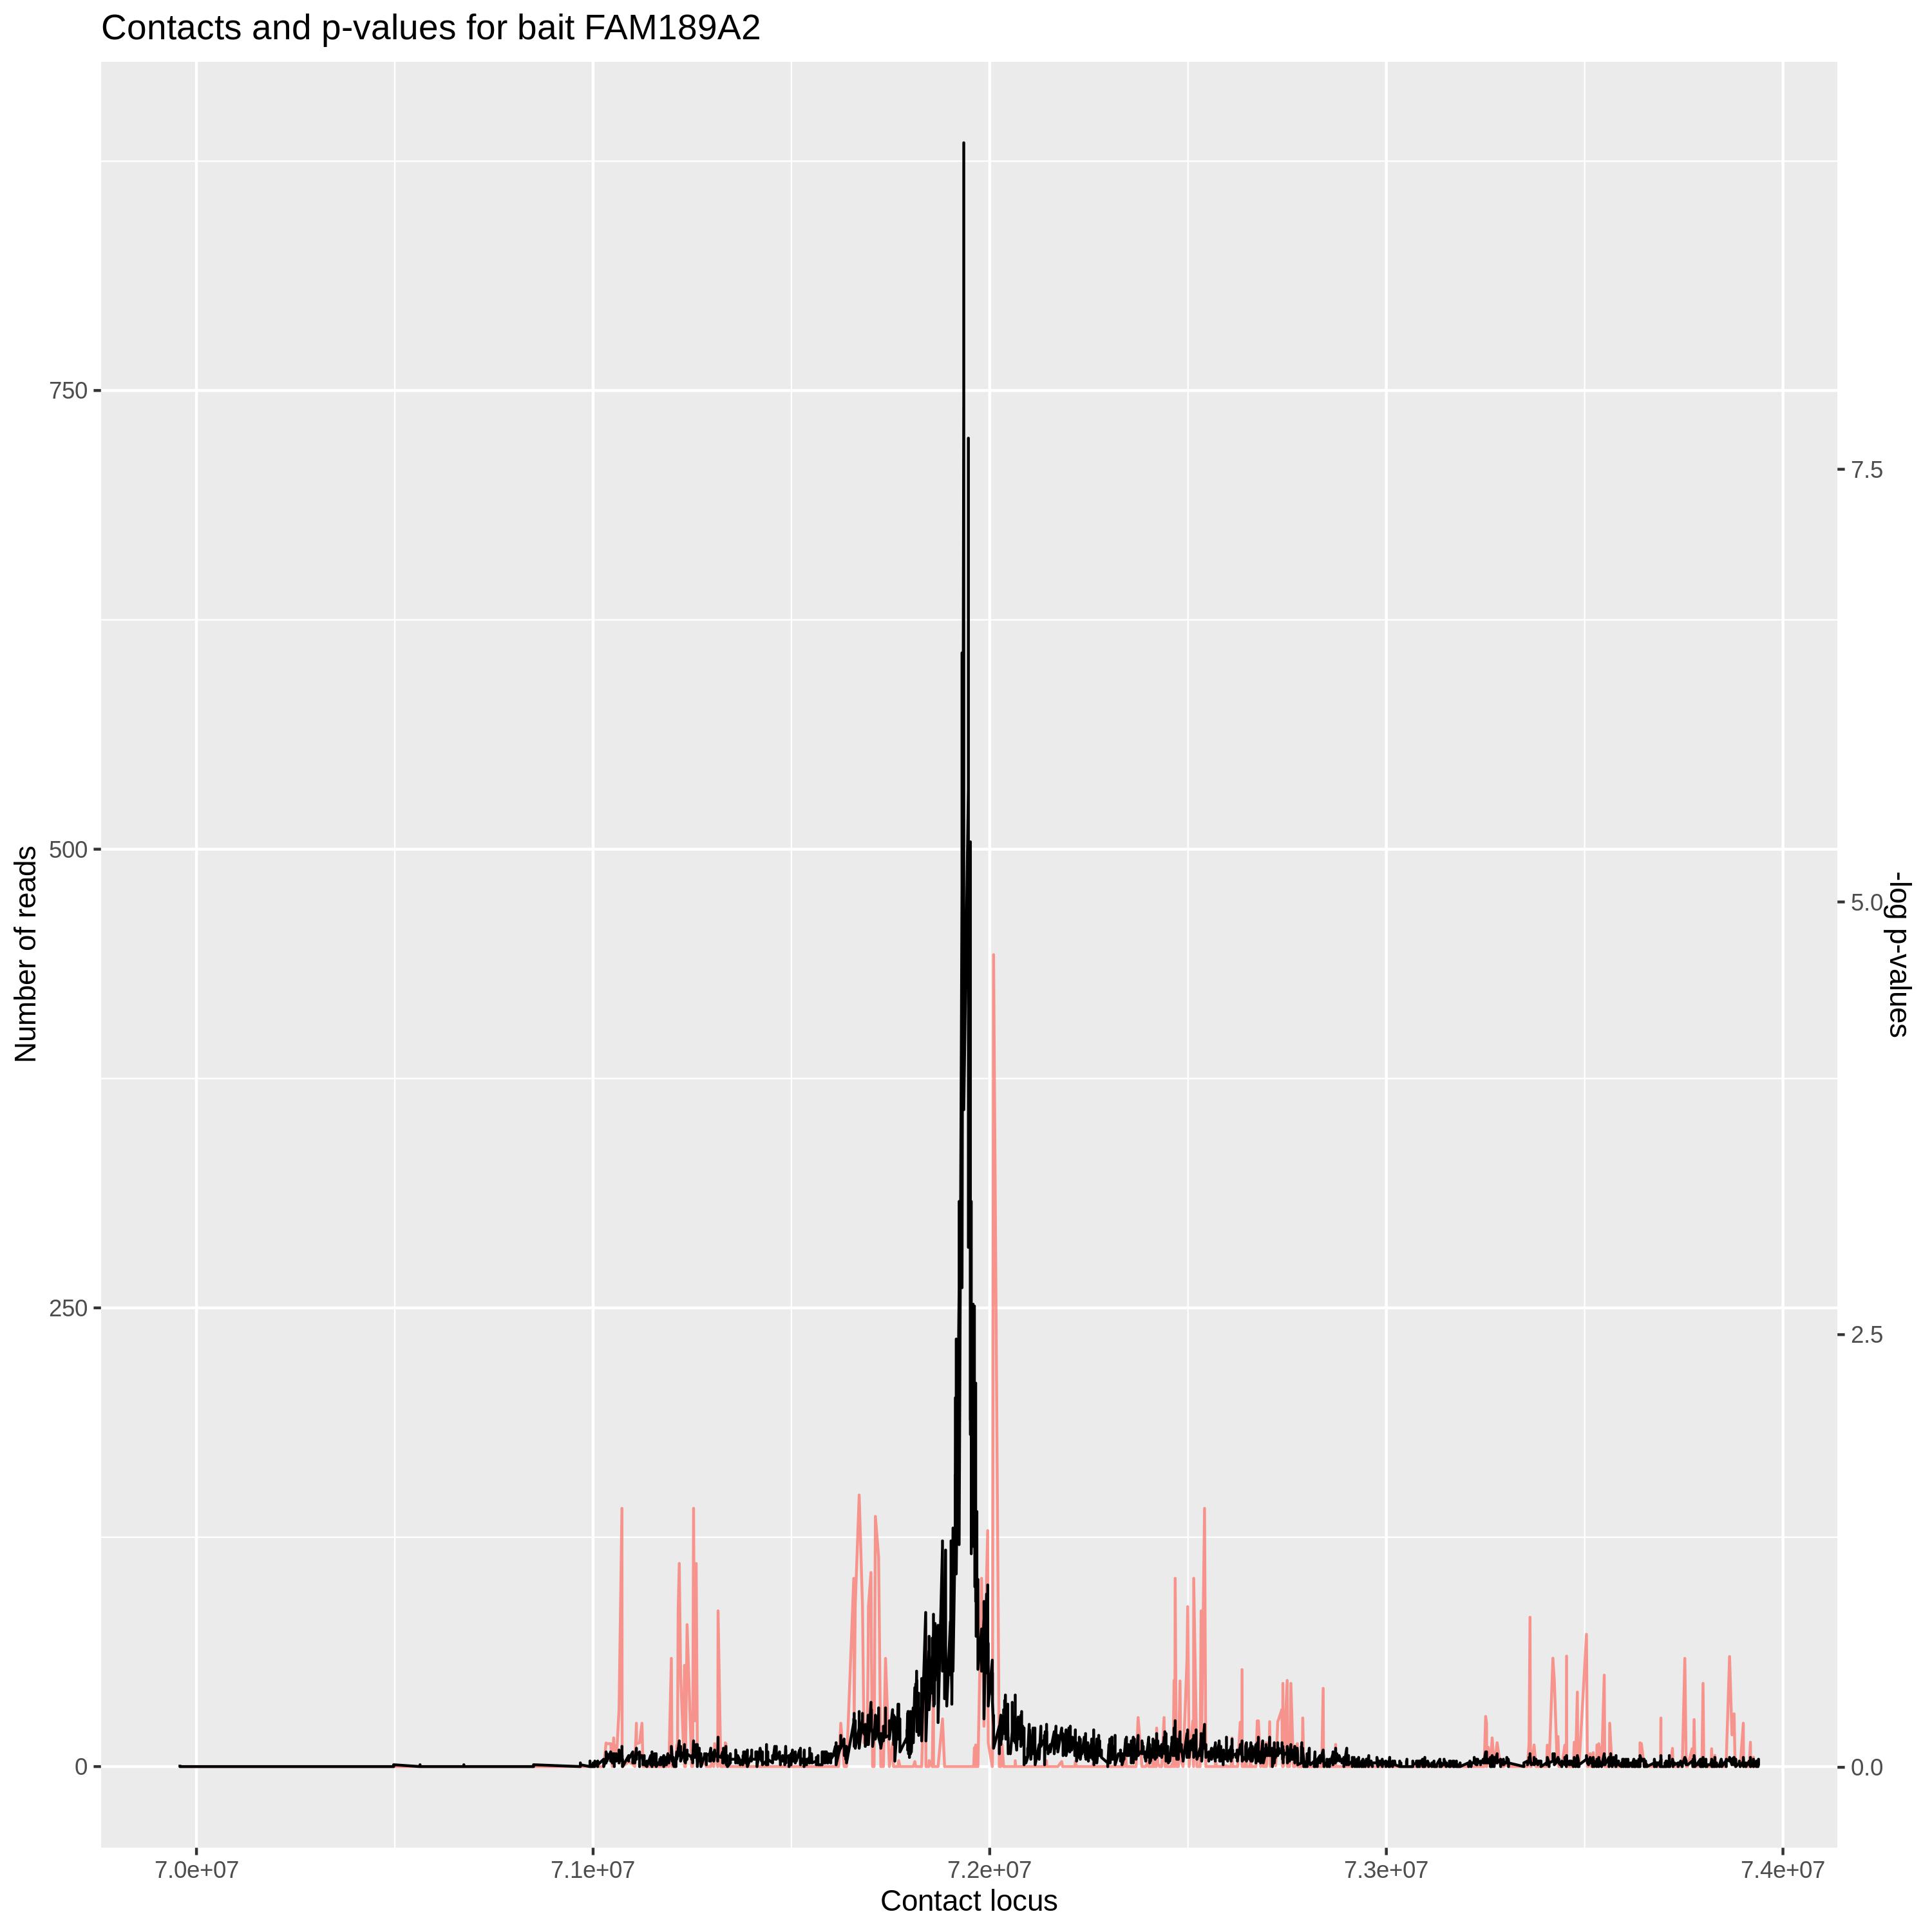 Contacts and p-values for bait FAM189A2
750
500
250
0
Number of reads
7.5
5.0
2.5
0.0
-log p-values
7.0e+07
7.1e+07
7.2e+07
7.3e+07
7.4e+07
Contact locus